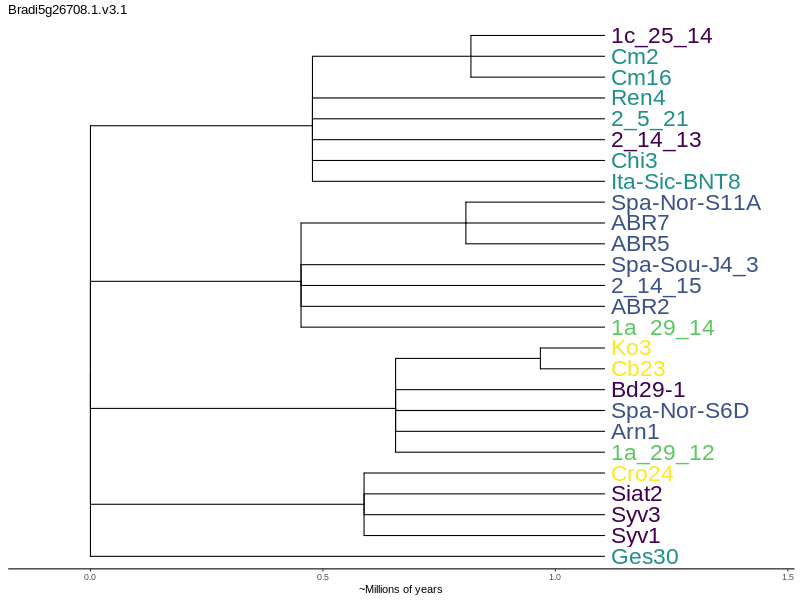 Bradi5g26708.1.v3.1
1c_25_14
Cm2
Cm16
Ren4
2_5_21
2_14_13
Chi3
Ita-Sic-BNT8
Spa-Nor-S11A
ABR7
ABR5
Spa-Sou-J4_3
2_14_15
ABR2
1a_29_14
Ko3
Cb23
Bd29-1
Spa-Nor-S6D
Arn1
1a_29_12
Cro24
Siat2
Syv3
Syv1
Ges30
0.0 0.5 1.0 1.5
~Millions of years